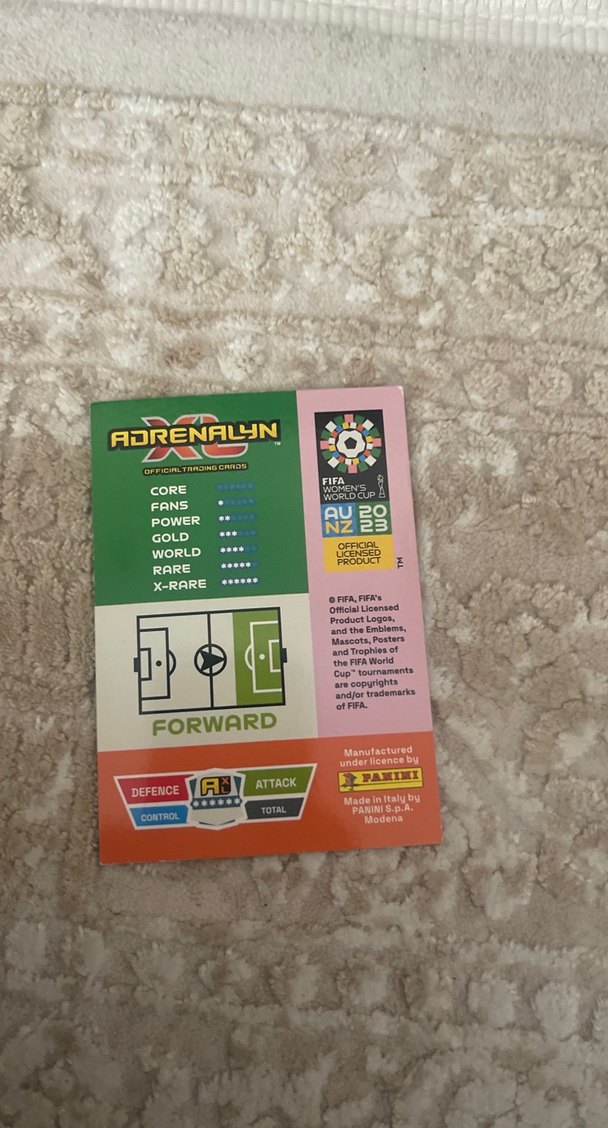 ADRENALYN
XL
™
OFFICIAL TRADING CARDS
CORE
FANS
POWER
GOLD
WORLD
RARE
X-RARE
FORWARD
DEFENCE
AXL
ATTACK
CONTROL
TOTAL
FIFA
WOMEN'S
WORLD CUP
AU 20
NZ 23
OFFICIAL
LICENSED
PRODUCT
TM
© FIFA, FIFA's
Official Licensed
Product Logos,
and the Emblems,
Mascots, Posters
and Trophies of
the FIFA World
Cup™ tournaments
are copyrights
and/or trademarks
of FIFA.
Manufactured
under licence by
PANINI
Made in Italy by
PANINI S.p.A.
Modena